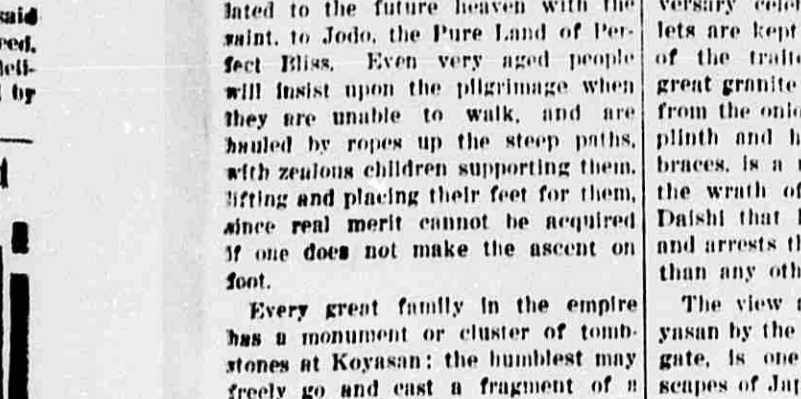 said
red.
deli-
by
lated to the future heaven with the
saint, to Jodo, the Pure Land of Per-
fect Bliss. Even very aged people
will insist upon the pilgrimage when
they are unable to walk, and are
hauled by ropes up the steep paths,
with zealous children supporting them,
lifting and placing their feet for them,
since real merit cannot be acquired
if one does not make the ascent on
foot.
Every great family in the empire
has a monument or cluster of tomb-
stones at Koyasan; the humblest may
freely go and cast a fragment of a
versary
lets are kept
of the
great granite
from the
plinth and
braces, is a
the wrath of
Daishi that
and arrests
than any
The view
yasan by the
gate, is one
scapes of